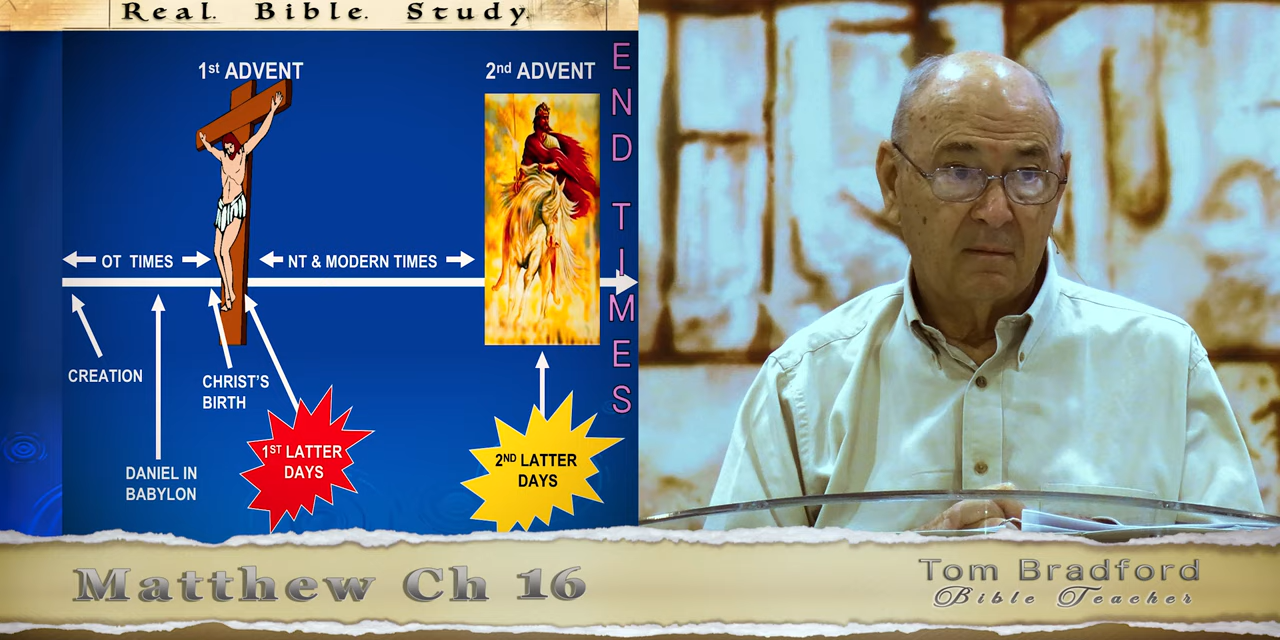 Real. Bible. Study.
1st ADVENT
2nd ADVENT
END TIMES
OT TIMES
NT & MODERN TIMES
CREATION
CHRIST'S
BIRTH
DANIEL IN
BABYLON
1ST LATTER
DAYS
2ND LATTER
DAYS
Matthew Ch 16
Tom Bradford
Bible Teacher